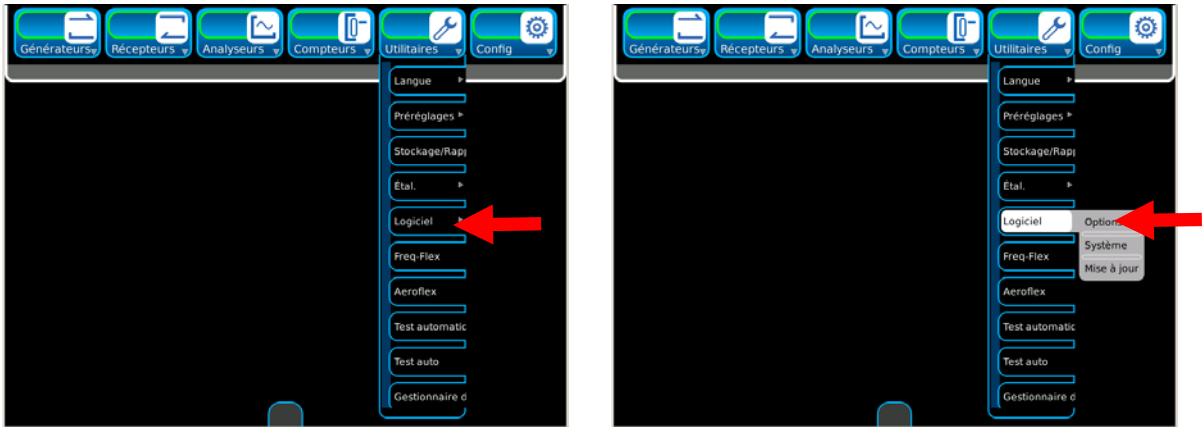 Générateurs Récepteurs Analyseurs Compteurs Utilitaires Config
Langue
Préréglages
Stockage/Rapp
Étal.
Logiciel
Freq-Flex
Aeroflex
Test automatic
Test auto
Gestionnaire d
Générateurs Récepteurs Analyseurs Compteurs Utilitaires Config
Langue
Préréglages
Stockage/Rapp
Étal.
Logiciel Options
Système
Freq-Flex
Mise à jour
Aeroflex
Test automatic
Test auto
Gestionnaire d